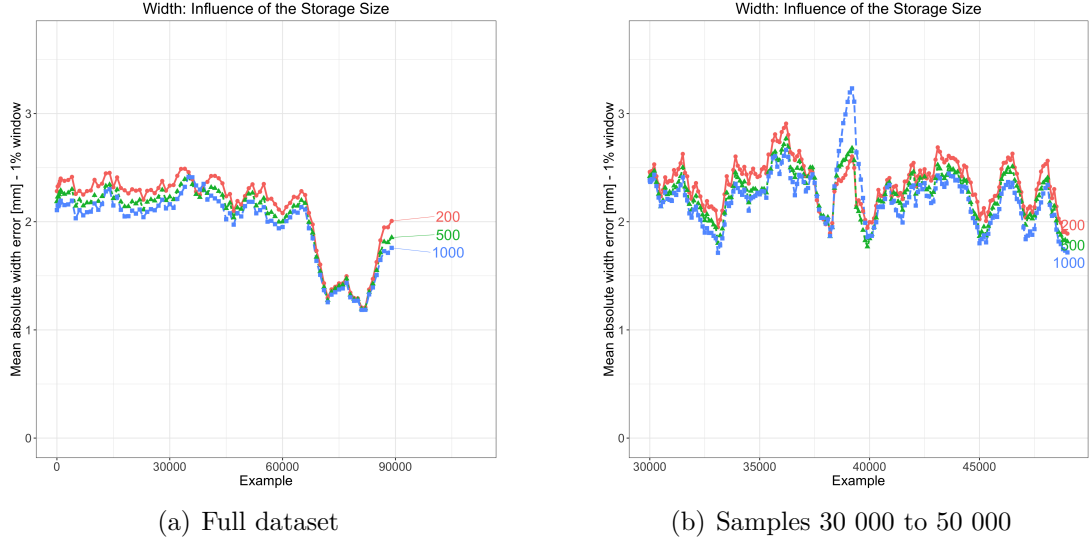 Width: Influence of the Storage Size
Mean absolute width error [mm] - 1% window
3
2
1
0
200
500
1000
0 30000 60000 90000
Example
(a) Full dataset
Width: Influence of the Storage Size
Mean absolute width error [mm] - 1% window
3
2
1
0
200
500
1000
30000 35000 40000 45000
Example
(b) Samples 30 000 to 50 000